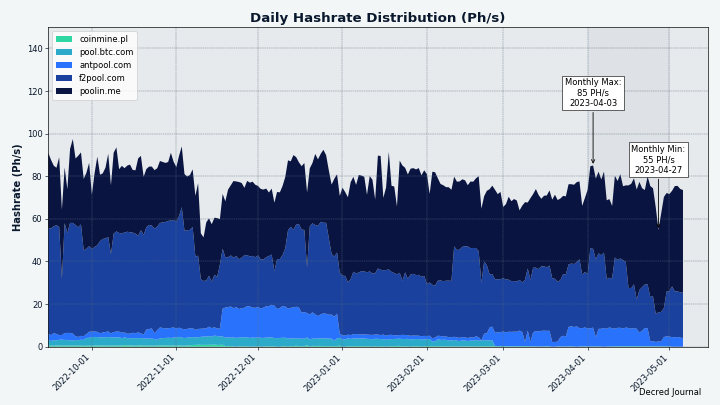 Daily Hashrate Distribution (Ph/s)
Hashrate (Ph/s)
140
120
100
80
60
40
20
0
coinmine.pl
pool.btc.com
antpool.com
f2pool.com
poolin.me
Monthly Max:
85 PH/s
2023-04-03
Monthly Min:
55 PH/s
2023-04-27
2022-10-01
2022-11-01
2022-12-01
2023-01-01
2023-02-01
2023-03-01
2023-04-01
2023-05-01
Decred Journal